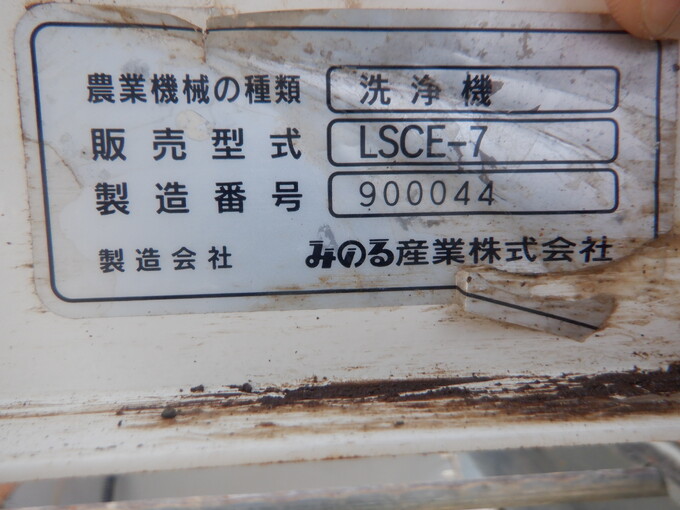 農業機械の種類 洗浄機
販売型式 LSCE-7
製造番号 900044
製造会社 みのる産業株式会社